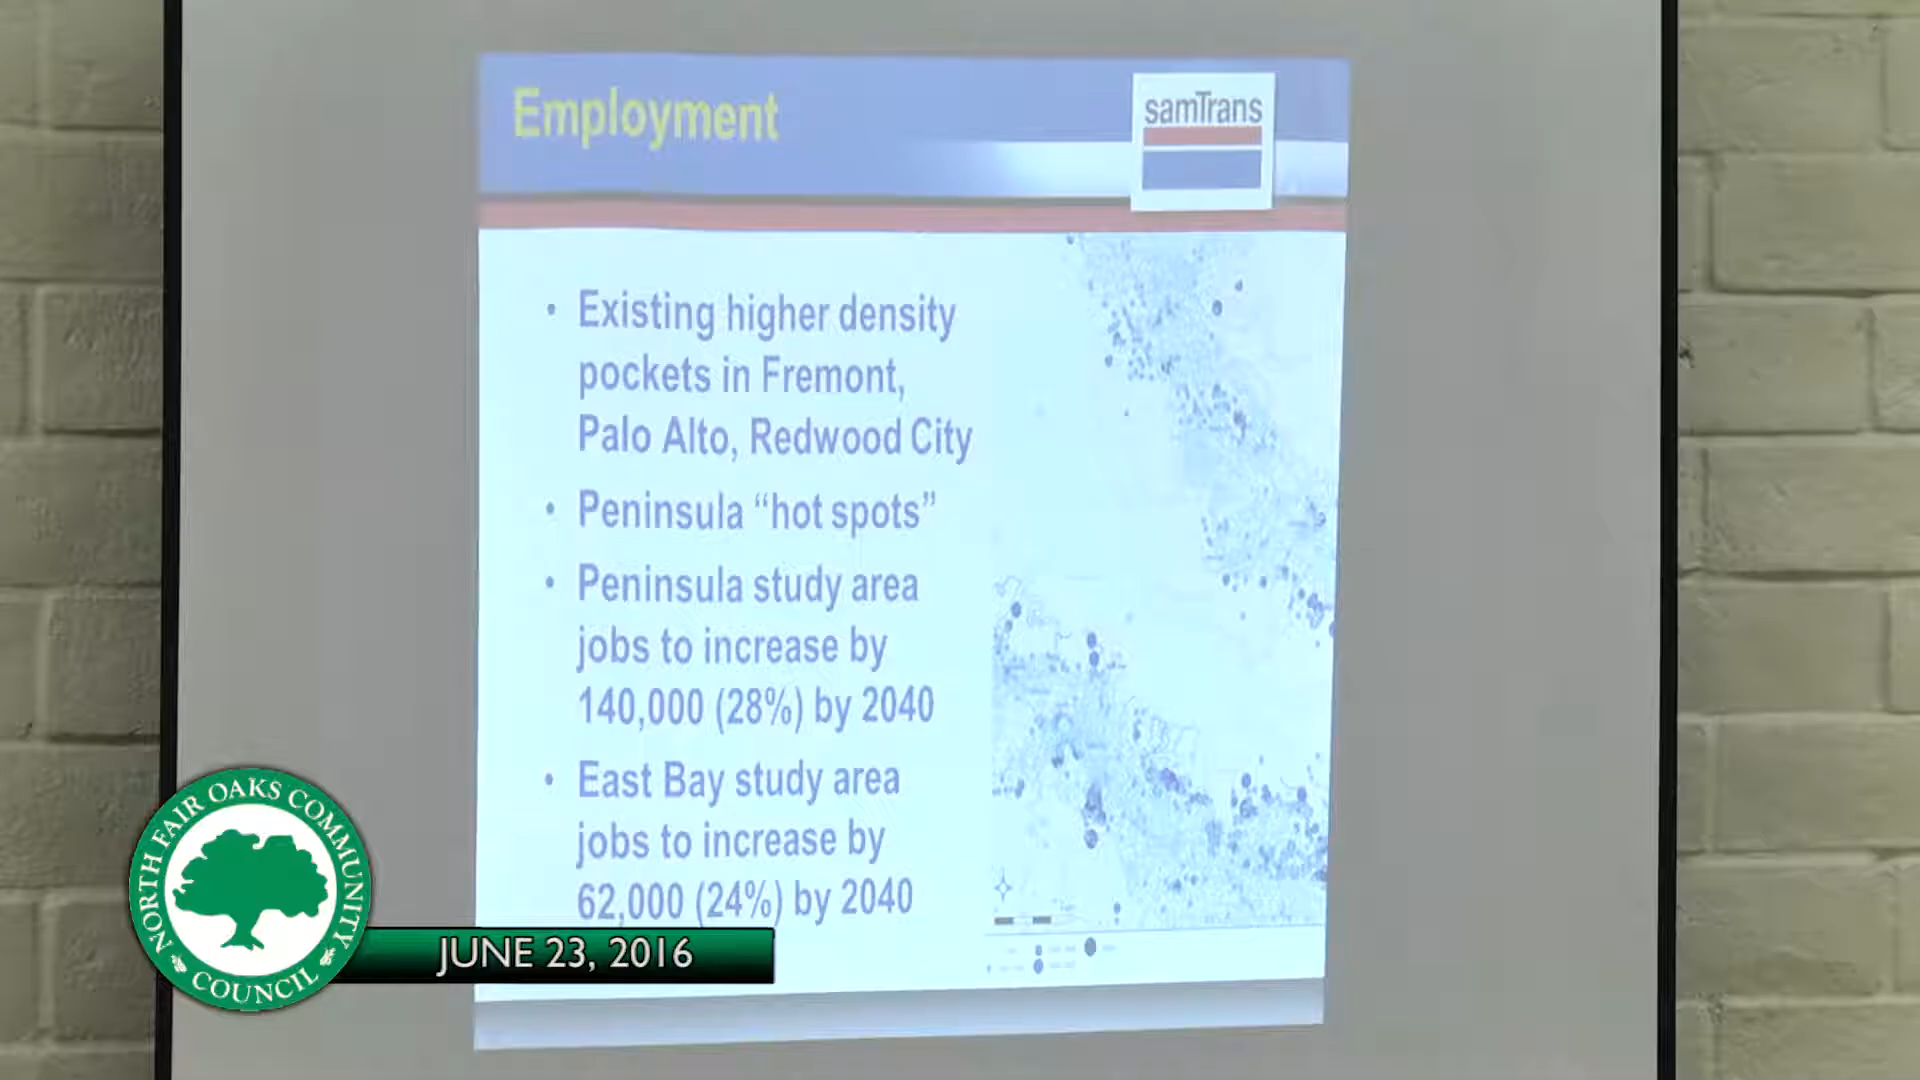 Employment
samTrans
• Existing higher density
pockets in Fremont,
Palo Alto, Redwood City
• Peninsula “hot spots”
• Peninsula study area
jobs to increase by
140,000 (28%) by 2040
• East Bay study area
jobs to increase by
62,000 (24%) by 2040
NORTH FAIR OAKS COMMUNITY
COUNCIL
JUNE 23, 2016